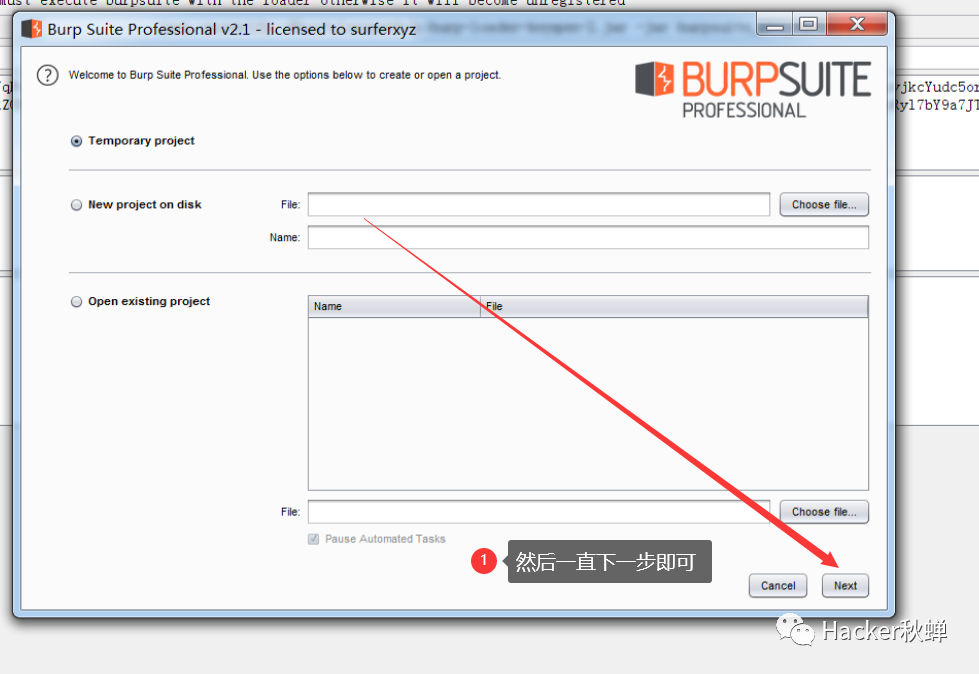 must execute burpsuite with the loader otherwise it will become unregistered
Burp Suite Professional v2.1 - licensed to surferxyz
? Welcome to Burp Suite Professional. Use the options below to create or open a project.
BURPSUITE
PROFESSIONAL
Temporary project
New project on disk File: Choose file...
Name:
Open existing project Name File
File: Choose file...
Pause Automated Tasks
1 然后一直下一步即可
Cancel Next
Hacker秋蝉